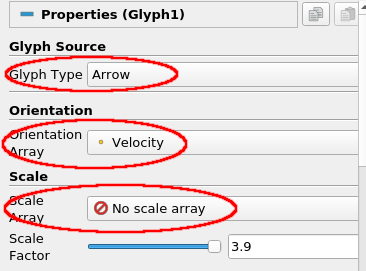 Properties (Glyph1)
Glyph Source
Glyph Type Arrow
Orientation
Orientation
Array
Velocity
Scale
Scale
Array
No scale array
Scale
Factor
3.9